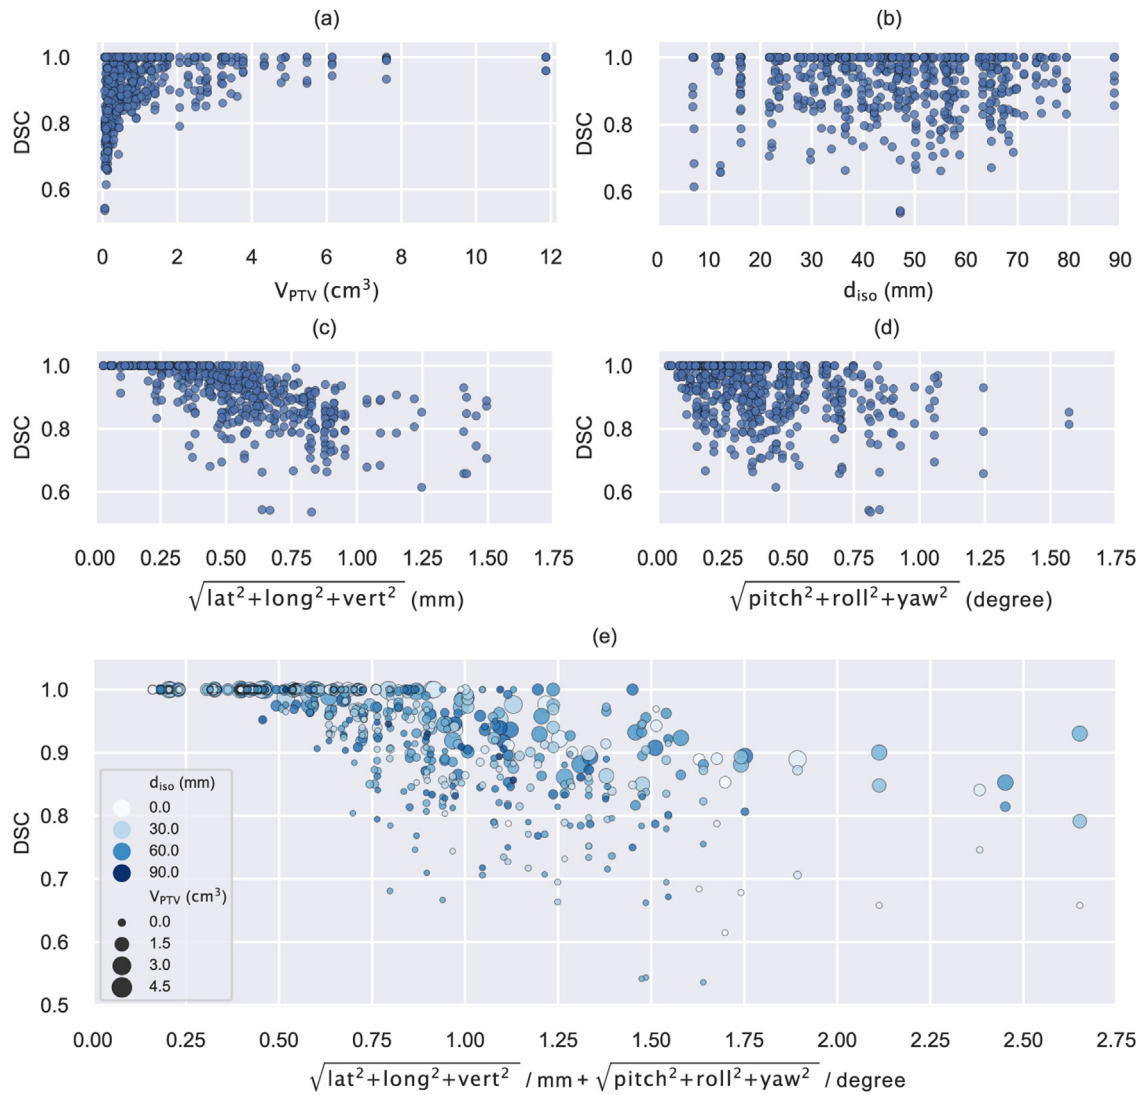 (a) (b)
1.0 1.0
DSC 0.8 DSC 0.8
0.6 0.6
0 2 4 6 8 10 12 0 10 20 30 40 50 60 70 80 90
V_PTV (cm³) d_iso (mm)
(c) (d)
1.0 1.0
DSC 0.8 DSC 0.8
0.6 0.6
0.00 0.25 0.50 0.75 1.00 1.25 1.50 1.75 0.00 0.25 0.50 0.75 1.00 1.25 1.50 1.75
√lat²+long²+vert² (mm) √pitch²+roll²+yaw² (degree)
(e)
1.0
0.9
d_iso (mm)
0.0
30.0
60.0
90.0
V_PTV (cm³)
0.0
1.5
3.0
4.5
DSC 0.8
0.7
0.6
0.5
0.00 0.25 0.50 0.75 1.00 1.25 1.50 1.75 2.00 2.25 2.50 2.75
√lat²+long²+vert² / mm + √pitch²+roll²+yaw² / degree